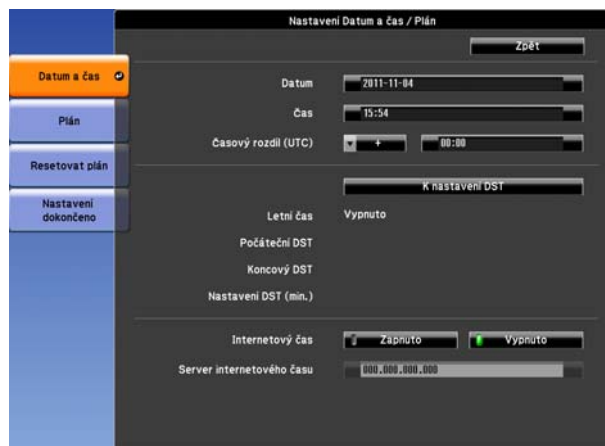 Nastavení Datum a čas / Plán
Zpět
Datum a čas
Plán
Resetovat plán
Nastavení
dokončeno
Datum 2011-11-04
Čas 15:54
Časový rozdíl (UTC) + 00:00
K nastavení DST
Letní čas Vypnuto
Počáteční DST
Koncový DST
Nastavení DST (min.)
Internetový čas Zapnuto Vypnuto
Server internetového času 000.000.000.000